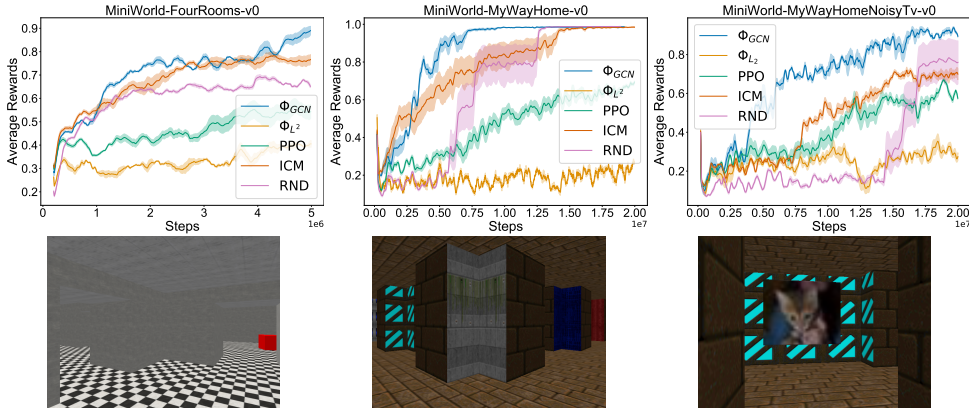 MiniWorld-FourRooms-v0
Average Rewards
0.9
0.8
0.7
0.6
0.5
0.4
0.3
0.2
Φ_GCN
Φ_L²
PPO
ICM
RND
0 1 2 3 4 5
Steps
1e6
MiniWorld-MyWayHome-v0
Average Rewards
1.0
0.8
0.6
0.4
0.2
Φ_GCN
Φ_L²
PPO
ICM
RND
0.00 0.25 0.50 0.75 1.00 1.25 1.50 1.75 2.00
Steps
1e7
MiniWorld-MyWayHomeNoisyTv-v0
Average Rewards
0.8
0.6
0.4
0.2
Φ_GCN
Φ_L₂
PPO
ICM
RND
0.00 0.25 0.50 0.75 1.00 1.25 1.50 1.75 2.00
Steps
1e7